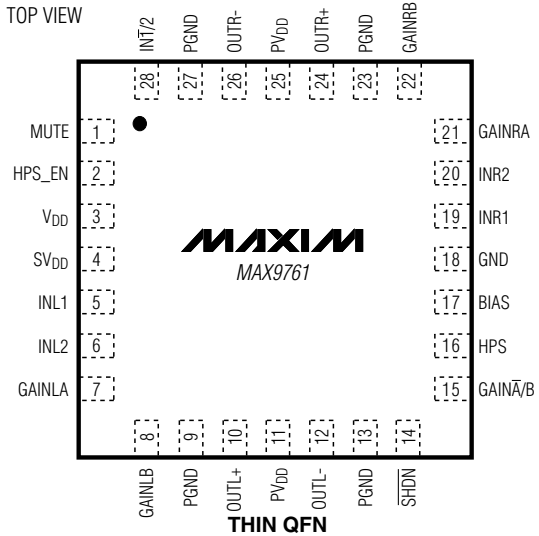 TOP VIEW
IN1̅/2
PGND
OUTR-
PVDD
OUTR+
PGND
GAINRB
28
27
26
25
24
23
22
MUTE 1
HPS_EN 2
VDD 3
SVDD 4
INL1 5
INL2 6
GAINLA 7
MAXIM
MAX9761
21 GAINRA
20 INR2
19 INR1
18 GND
17 BIAS
16 HPS
15 GAINA̅/B
8
9
10
11
12
13
14
GAINLB
PGND
OUTL+
PVDD
OUTL-
PGND
S̅H̅D̅N̅
THIN QFN